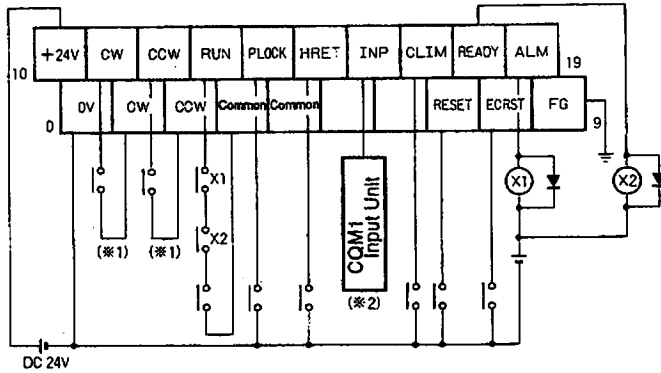 +24V CW CCW RUN PLOCK HRET INP CLIM READY ALM
10 19
0V CW CCW Common Common RESET ECRST FG
0 9
X1 X1 X2
X2
CQM1
Input Unit
(※1) (※1)
(※2)
DC 24V